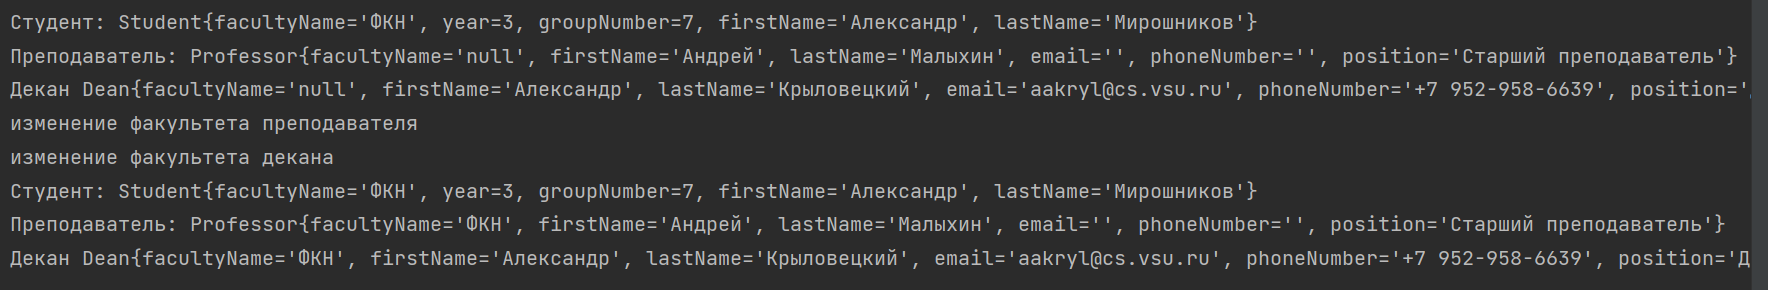 Студент: Student{facultyName='ФКН', year=3, groupNumber=7, firstName='Александр', lastName='Мирошников'}
Преподаватель: Professor{facultyName='null', firstName='Андрей', lastName='Малыхин', email='', phoneNumber='', position='Старший преподаватель'}
Декан Dean{facultyName='null', firstName='Александр', lastName='Крыловецкий', email='aakryl@cs.vsu.ru', phoneNumber='+7 952-958-6639', position='
изменение факультета преподавателя
изменение факультета декана
Студент: Student{facultyName='ФКН', year=3, groupNumber=7, firstName='Александр', lastName='Мирошников'}
Преподаватель: Professor{facultyName='ФКН', firstName='Андрей', lastName='Малыхин', email='', phoneNumber='', position='Старший преподаватель'}
Декан Dean{facultyName='ФКН', firstName='Александр', lastName='Крыловецкий', email='aakryl@cs.vsu.ru', phoneNumber='+7 952-958-6639', position='Д